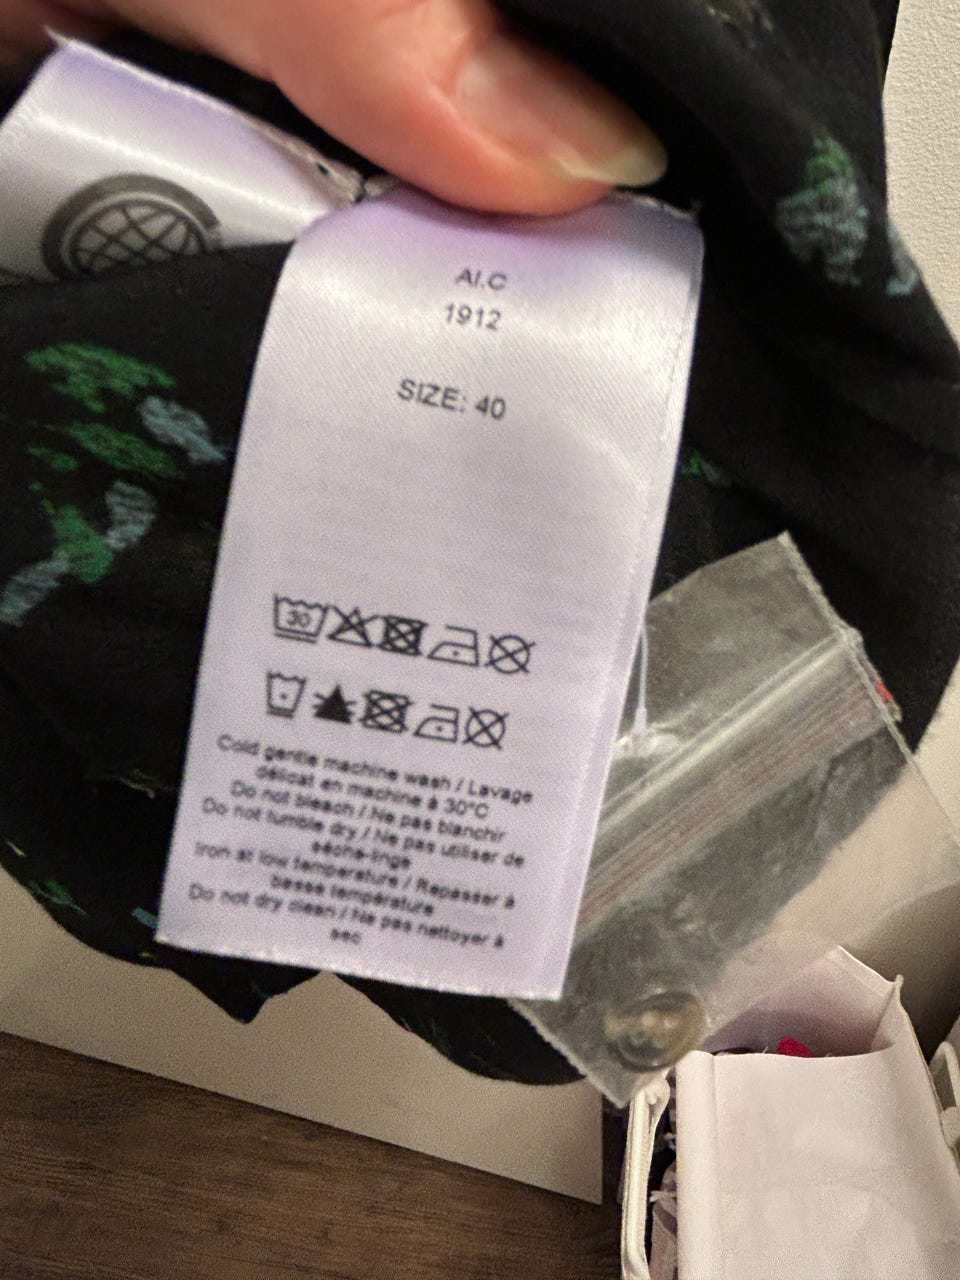 AI.C
1912
SIZE: 40
30
Cold gentle machine wash / Lavage
délicat en machine à 30°C
Do not bleach / Ne pas blanchir
Do not tumble dry / Ne pas utiliser de
sèche-linge
Iron at low temperature / Repasser à
basse température
Do not dry clean / Ne pas nettoyer à
sec